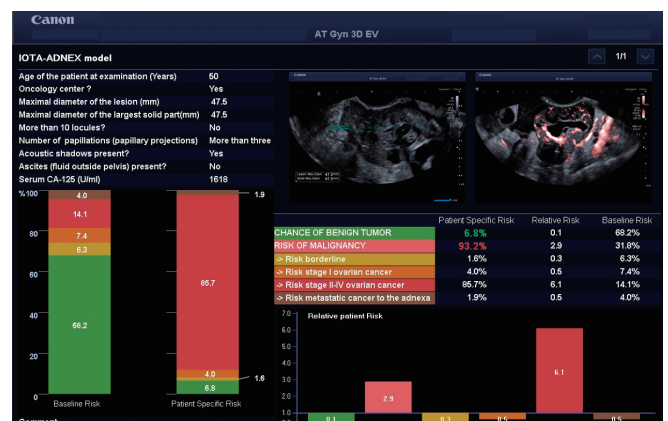 Canon
AT Gyn 3D EV
IOTA-ADNEX model
1/1
Age of the patient at examination (Years) 50
Oncology center ? Yes
Maximal diameter of the lesion (mm) 47.5
Maximal diameter of the largest solid part(mm) 47.5
More than 10 locules? No
Number of papillations (papillary projections) More than three
Acoustic shadows present? Yes
Ascites (fluid outside pelvis) present? No
Serum CA-125 (U/ml) 1618
%100
80
60
40
20
0
4.0
14.1
7.4
6.3
68.2
Baseline Risk
1.9
85.7
4.0
1.6
6.8
Patient Specific Risk
Patient Specific Risk Relative Risk Baseline Risk
CHANCE OF BENIGN TUMOR 6.8% 0.1 68.2%
RISK OF MALIGNANCY 93.2% 2.9 31.8%
-> Risk borderline 1.6% 0.3 6.3%
-> Risk stage I ovarian cancer 4.0% 0.5 7.4%
-> Risk stage II-IV ovarian cancer 85.7% 6.1 14.1%
-> Risk metastatic cancer to the adnexa 1.9% 0.5 4.0%
Relative patient Risk
7.0
6.0
5.0
4.0
3.0
2.0
1.0
0.1
2.9
0.3
0.5
6.1
0.5
Comment